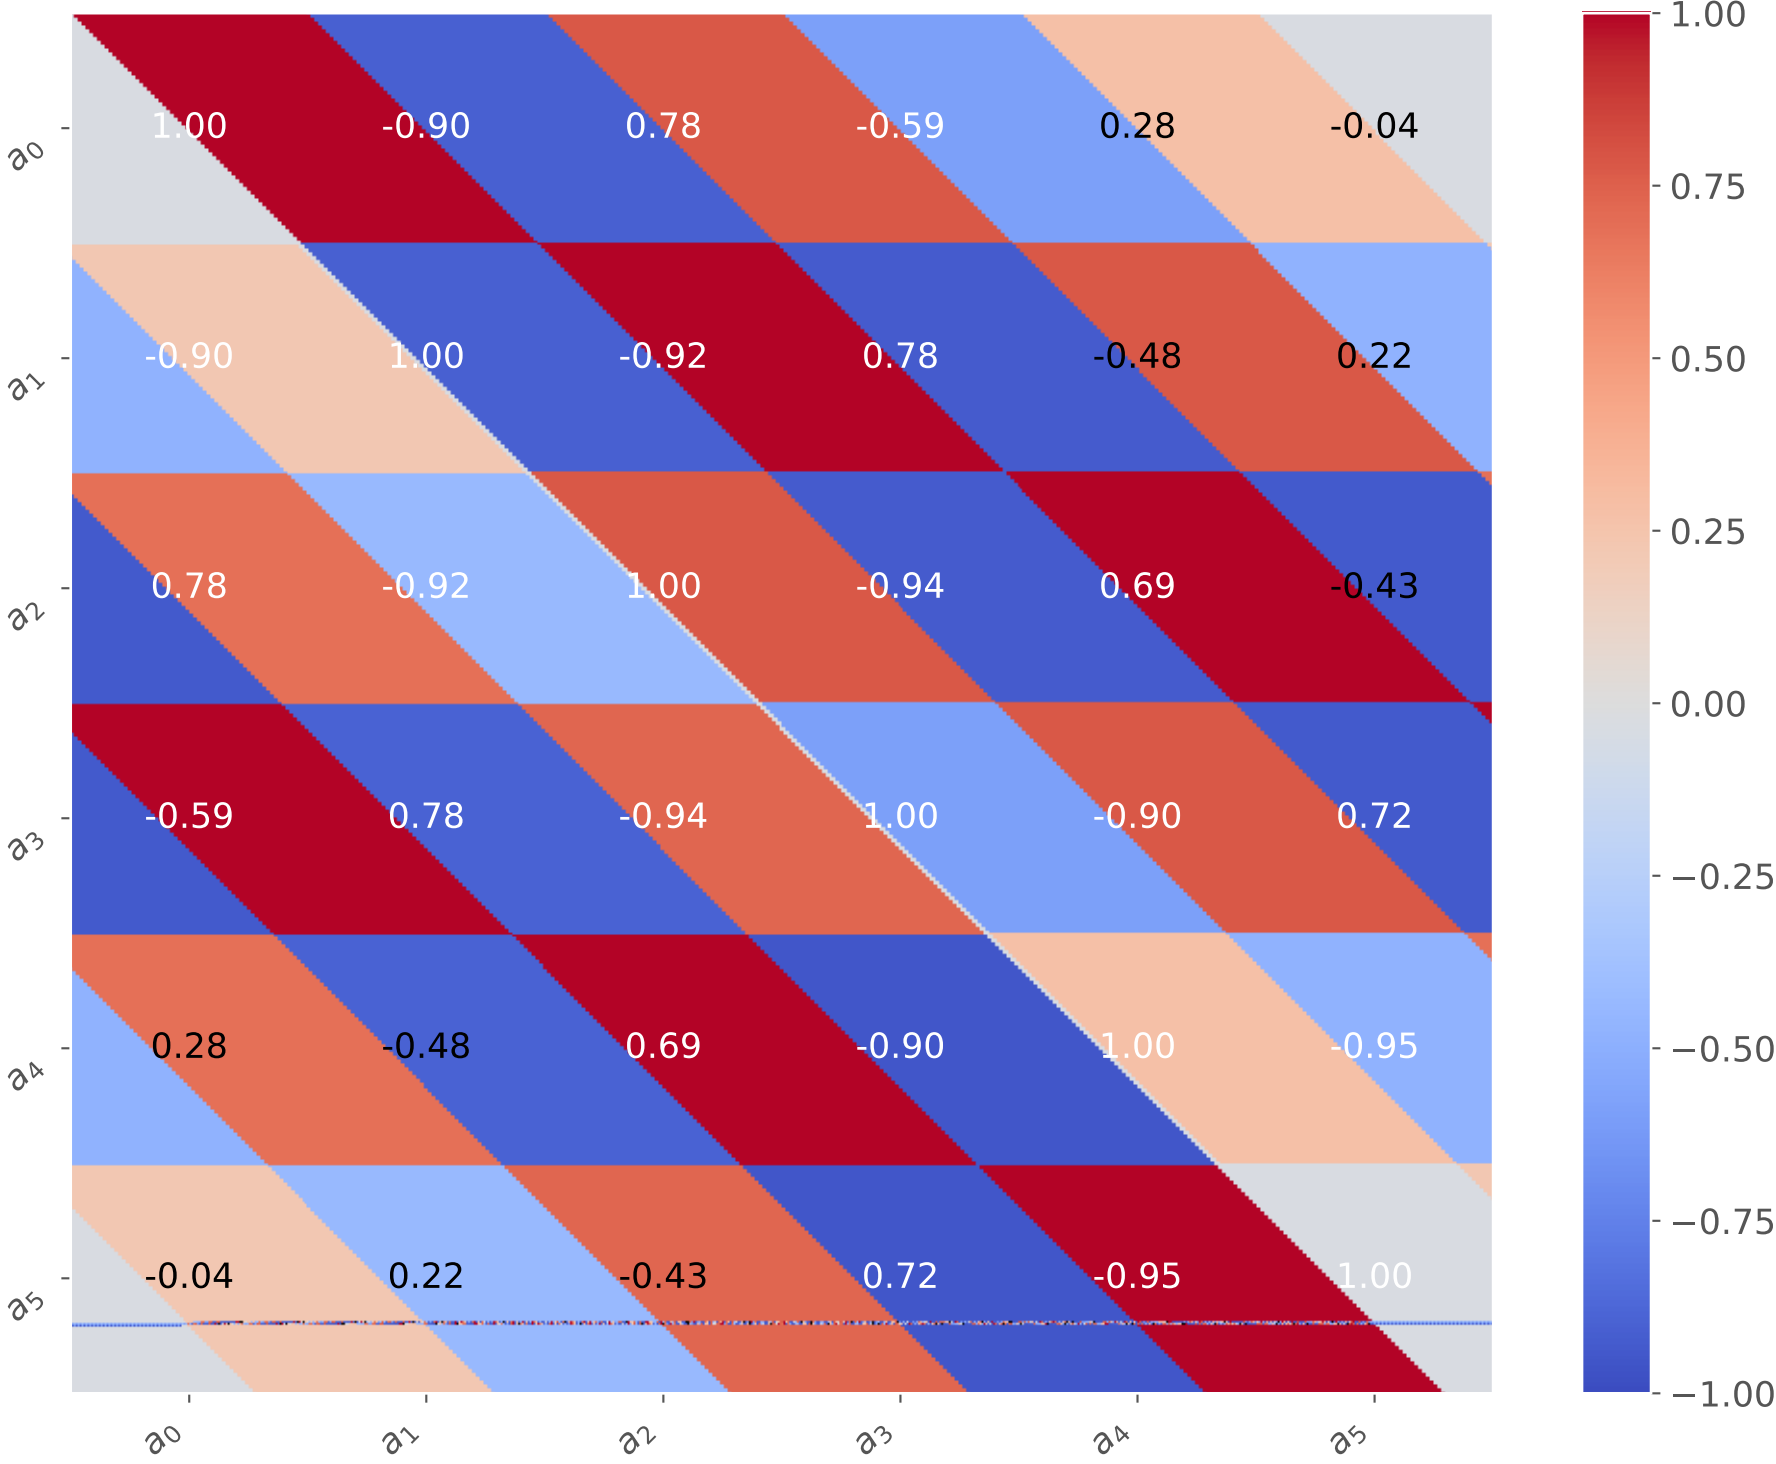 1.00
a0 1.00 -0.90 0.78 -0.59 0.28 -0.04
0.75
a1 -0.90 1.00 -0.92 0.78 -0.48 0.22
0.50
0.25
a2 0.78 -0.92 1.00 -0.94 0.69 -0.43
0.00
a3 -0.59 0.78 -0.94 1.00 -0.90 0.72
−0.25
a4 0.28 -0.48 0.69 -0.90 1.00 -0.95
−0.50
−0.75
a5 -0.04 0.22 -0.43 0.72 -0.95 1.00
−1.00
a0 a1 a2 a3 a4 a5